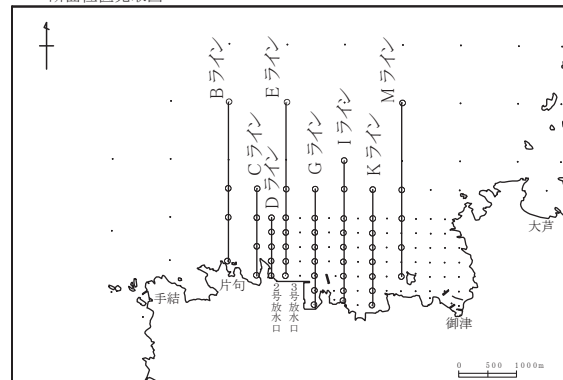 Bライン
Cライン
Dライン
Eライン
Gライン
Iライン
Kライン
Mライン
大芦
手結
片句
2号放水口
3号放水口
御津
0 500 1000m